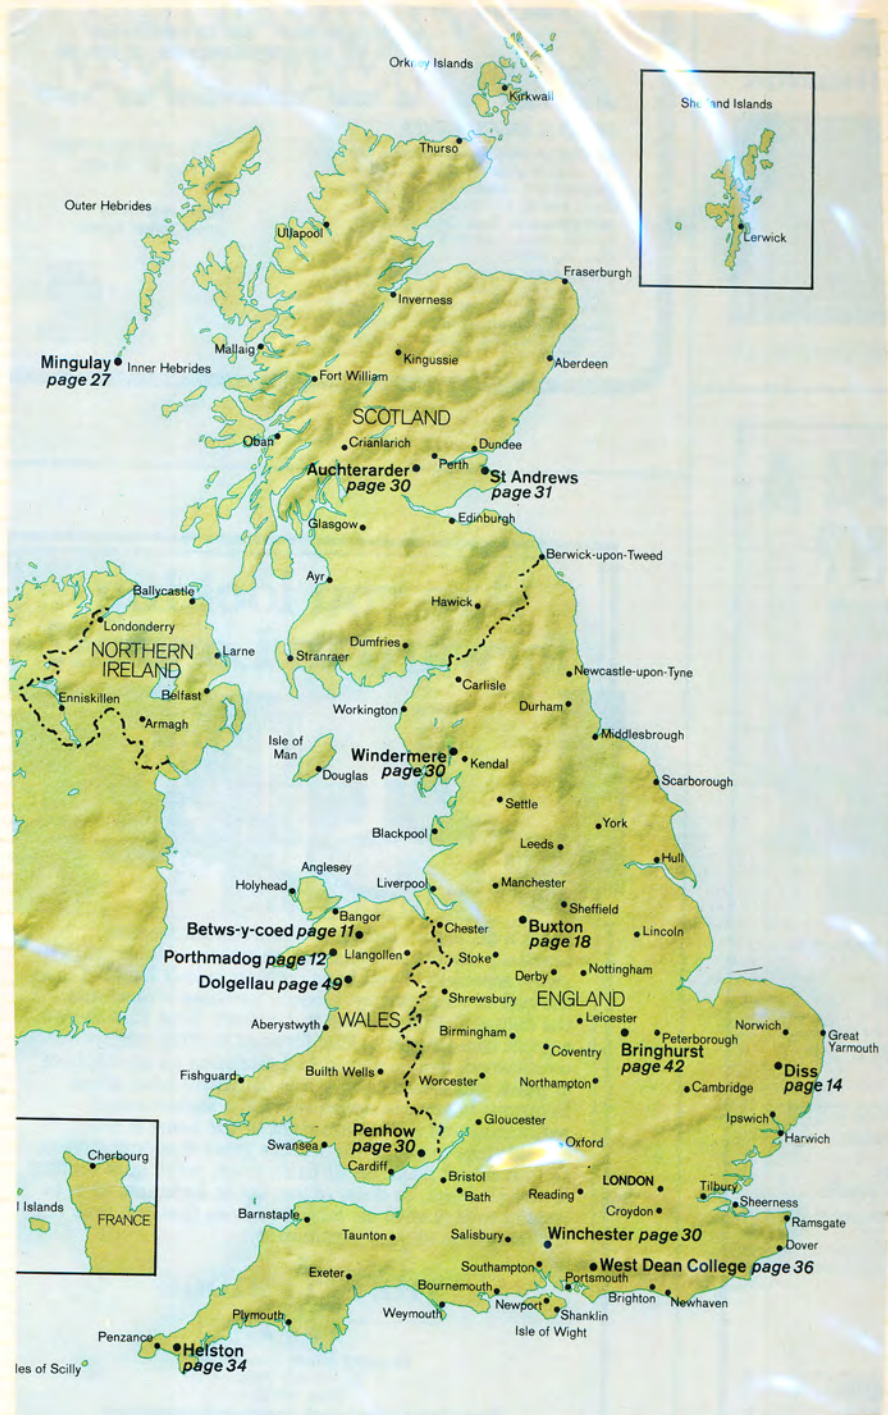 Orkney Islands
Kirkwall
Shetland Islands
Thurso
Outer Hebrides
Ullapool
Lerwick
Fraserburgh
Inverness
Mallaig
Kingussie
Aberdeen
Mingulay
page 27
Inner Hebrides
Fort William
SCOTLAND
Oban
Crianlarich
Dundee
Perth
Auchterarder
page 30
St Andrews
page 31
Glasgow
Edinburgh
Berwick-upon-Tweed
Ayr
Ballycastle
Hawick
Londonderry
NORTHERN
IRELAND
Larne
Stranraer
Dumfries
Newcastle-upon-Tyne
Carlisle
Enniskillen
Belfast
Workington
Durham
Armagh
Middlesbrough
Isle of
Man
Windermere
page 30
Kendal
Douglas
Scarborough
Settle
York
Blackpool
Leeds
Hull
Anglesey
Holyhead
Liverpool
Manchester
Bangor
Sheffield
Betws-y-coed page 11
Chester
Buxton
page 18
Lincoln
Porthmadog page 12
Llangollen
Stoke
Derby
Nottingham
Dolgellau page 49
Shrewsbury
ENGLAND
Aberystwyth
WALES
Leicester
Birmingham
Peterborough
Norwich
Great
Yarmouth
Bringhurst
page 42
Coventry
Diss
page 14
Fishguard
Builth Wells
Worcester
Northampton
Cambridge
Gloucester
Ipswich
Penhow
page 30
Harwich
Swansea
Oxford
Cherbourg
Cardiff
Bristol
Bath
Reading
LONDON
Tilbury
Sheerness
l Islands
FRANCE
Barnstaple
Croydon
Ramsgate
Taunton
Salisbury
Winchester page 30
Dover
Exeter
Southampton
West Dean College page 36
Portsmouth
Bournemouth
Brighton
Newhaven
Plymouth
Weymouth
Newport
Shanklin
Isle of Wight
Penzance
Helston
page 34
les of Scilly